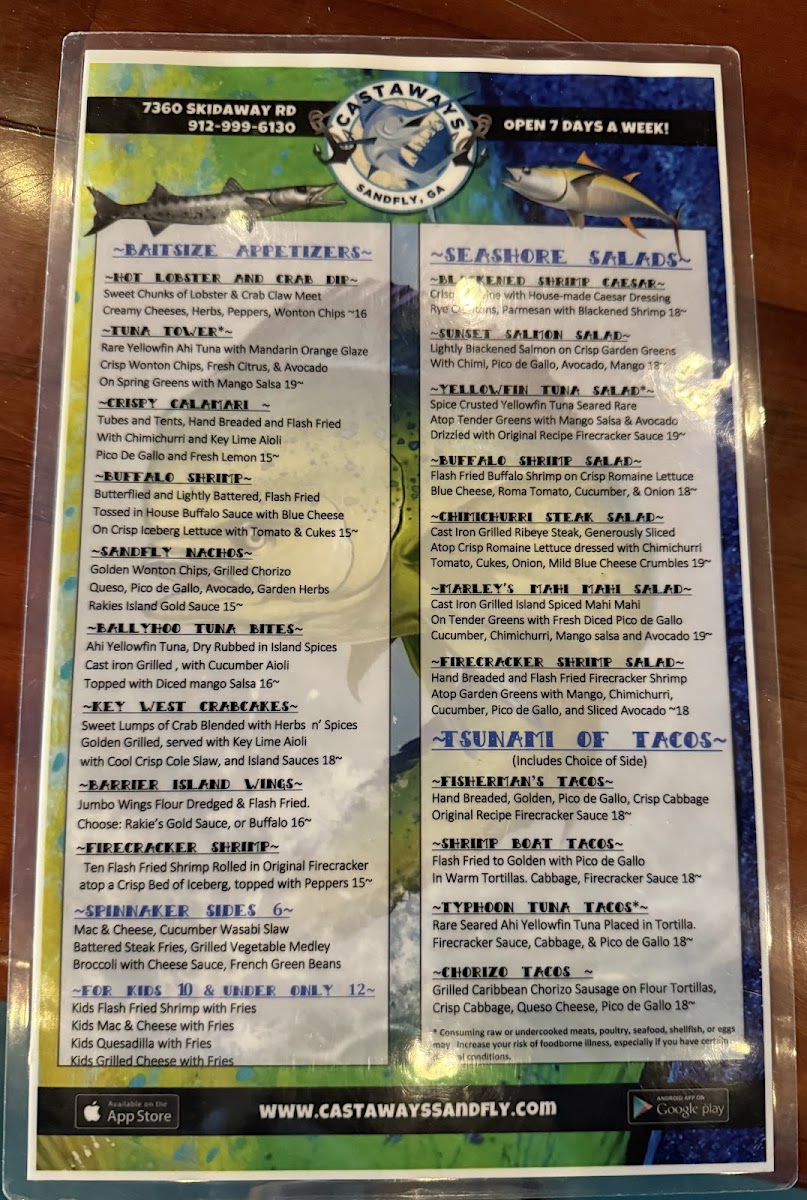 7360 SKIDAWAY RD
912-999-6130
CASTAWAYS
SANDFLY, GA
OPEN 7 DAYS A WEEK!
~BAITSIZE APPETIZERS~
~HOT LOBSTER AND CRAB DIP~
Sweet Chunks of Lobster & Crab Claw Meet
Creamy Cheeses, Herbs, Peppers, Wonton Chips ~16
~TUNA TOWER*~
Rare Yellowfin Ahi Tuna with Mandarin Orange Glaze
Crisp Wonton Chips, Fresh Citrus, & Avocado
On Spring Greens with Mango Salsa 19~
~CRISPY CALAMARI ~
Tubes and Tents, Hand Breaded and Flash Fried
With Chimichurri and Key Lime Aioli
Pico De Gallo and Fresh Lemon 15~
~BUFFALO SHRIMP~
Butterflied and Lightly Battered, Flash Fried
Tossed in House Buffalo Sauce with Blue Cheese
On Crisp Iceberg Lettuce with Tomato & Cukes 15~
~SANDFLY NACHOS~
Golden Wonton Chips, Grilled Chorizo
Queso, Pico de Gallo, Avocado, Garden Herbs
Rakies Island Gold Sauce 15~
~BALLYHOO TUNA BITES~
Ahi Yellowfin Tuna, Dry Rubbed in Island Spices
Cast iron Grilled , with Cucumber Aioli
Topped with Diced mango Salsa 16~
~KEY WEST CRABCAKES~
Sweet Lumps of Crab Blended with Herbs n' Spices
Golden Grilled, served with Key Lime Aioli
with Cool Crisp Cole Slaw, and Island Sauces 18~
~BARRIER ISLAND WINGS~
Jumbo Wings Flour Dredged & Flash Fried.
Choose: Rakie's Gold Sauce, or Buffalo 16~
~FIRECRACKER SHRIMP~
Ten Flash Fried Shrimp Rolled in Original Firecracker
atop a Crisp Bed of Iceberg, topped with Peppers 15~
~SPINNAKER SIDES 6~
Mac & Cheese, Cucumber Wasabi Slaw
Battered Steak Fries, Grilled Vegetable Medley
Broccoli with Cheese Sauce, French Green Beans
~FOR KIDS 10 & UNDER ONLY 12~
Kids Flash Fried Shrimp with Fries
Kids Mac & Cheese with Fries
Kids Quesadilla with Fries
Kids Grilled Cheese with Fries
~SEASHORE SALADS~
~BLACKENED SHRIMP CAESAR~
Crisp with House-made Caesar Dressing
Rye Parmesan with Blackened Shrimp 18~
~SUNSET SALMON SALAD~
Lightly Blackened Salmon on Crisp Garden Greens
With Chimi, Pico de Gallo, Avocado, Mango 18~
~YELLOWFIN TUNA SALAD*~
Spice Crusted Yellowfin Tuna Seared Rare
Atop Tender Greens with Mango Salsa & Avocado
Drizzled with Original Recipe Firecracker Sauce 19~
~BUFFALO SHRIMP SALAD~
Flash Fried Buffalo Shrimp on Crisp Romaine Lettuce
Blue Cheese, Roma Tomato, Cucumber, & Onion 18~
~CHIMICHURRI STEAK SALAD~
Cast Iron Grilled Ribeye Steak, Generously Sliced
Atop Crisp Romaine Lettuce dressed with Chimichurri
Tomato, Cukes, Onion, Mild Blue Cheese Crumbles 19~
~MARLEY'S MAHI MAHI SALAD~
Cast Iron Grilled Island Spiced Mahi Mahi
On Tender Greens with Fresh Diced Pico de Gallo
Cucumber, Chimichurri, Mango salsa and Avocado 19~
~FIRECRACKER SHRIMP SALAD~
Hand Breaded and Flash Fried Firecracker Shrimp
Atop Garden Greens with Mango, Chimichurri,
Cucumber, Pico de Gallo, and Sliced Avocado ~18
~TSUNAMI OF TACOS~
(Includes Choice of Side)
~FISHERMAN'S TACOS~
Hand Breaded, Golden, Pico de Gallo, Crisp Cabbage
Original Recipe Firecracker Sauce 18~
~SHRIMP BOAT TACOS~
Flash Fried to Golden with Pico de Gallo
In Warm Tortillas. Cabbage, Firecracker Sauce 18~
~TYPHOON TUNA TACOS*~
Rare Seared Ahi Yellowfin Tuna Placed in Tortilla.
Firecracker Sauce, Cabbage, & Pico de Gallo 18~
~CHORIZO TACOS ~
Grilled Caribbean Chorizo Sausage on Flour Tortillas,
Crisp Cabbage, Queso Cheese, Pico de Gallo 18~
* Consuming raw or undercooked meats, poultry, seafood, shellfish, or eggs
may increase your risk of foodborne illness, especially if you have certain
conditions.
Available on the
App Store
WWW.CASTAWAYSSANDFLY.COM
ANDROID APP ON
Google play